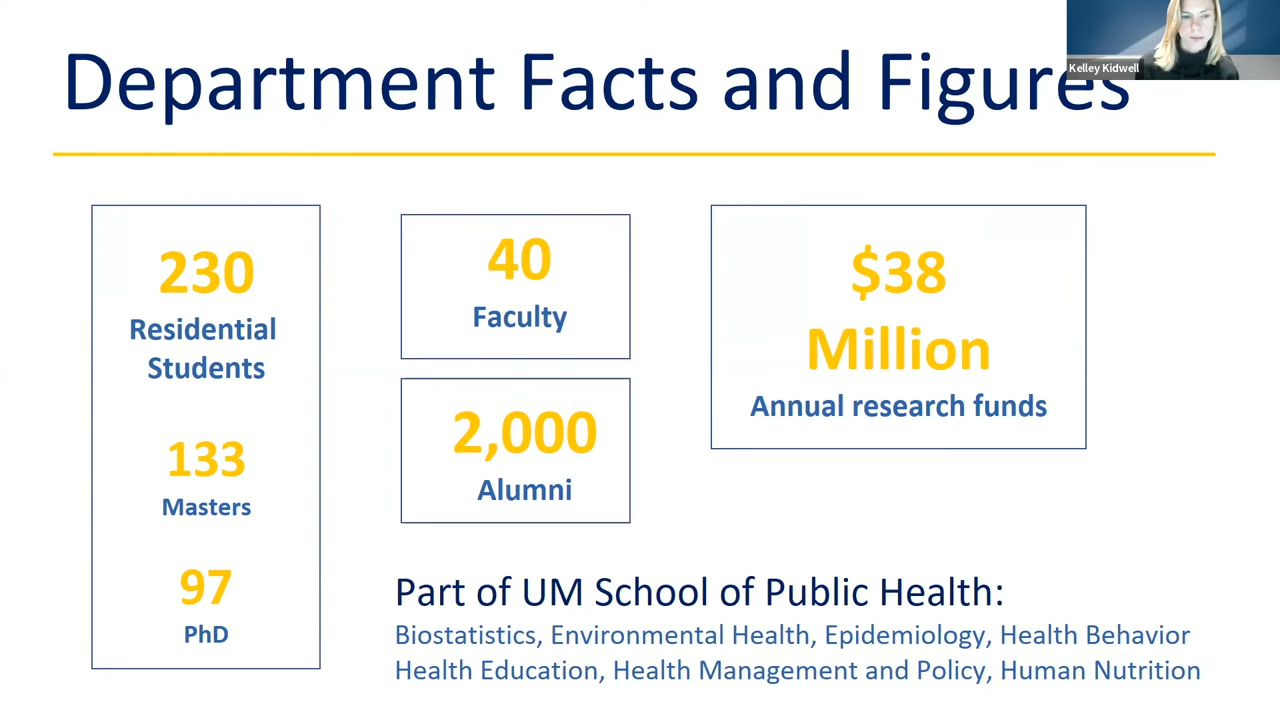 Department Facts and Figures
Kelley Kidwell
230
Residential
Students
133
Masters
97
PhD
40
Faculty
2,000
Alumni
$38
Million
Annual research funds
Part of UM School of Public Health:
Biostatistics, Environmental Health, Epidemiology, Health Behavior
Health Education, Health Management and Policy, Human Nutrition